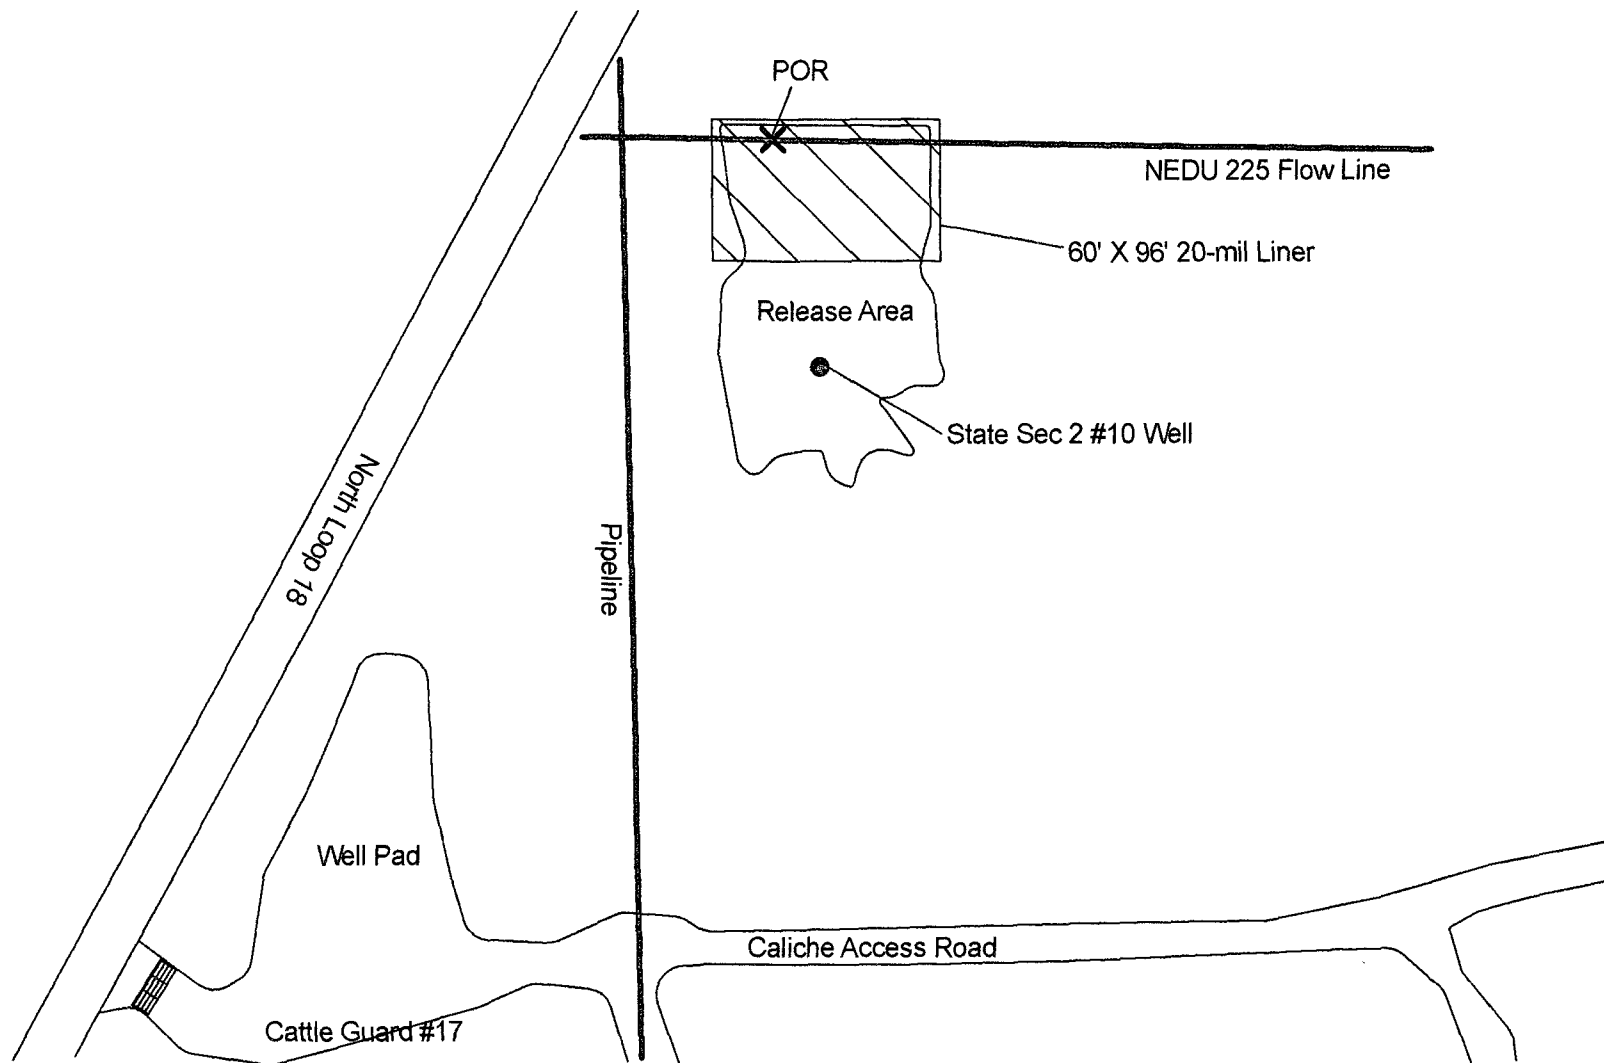 POR
NEDU 225 Flow Line
60' X 96' 20-mil Liner
Release Area
State Sec 2 #10 Well
North Loop 18
Pipeline
Well Pad
Caliche Access Road
Cattle Guard #17